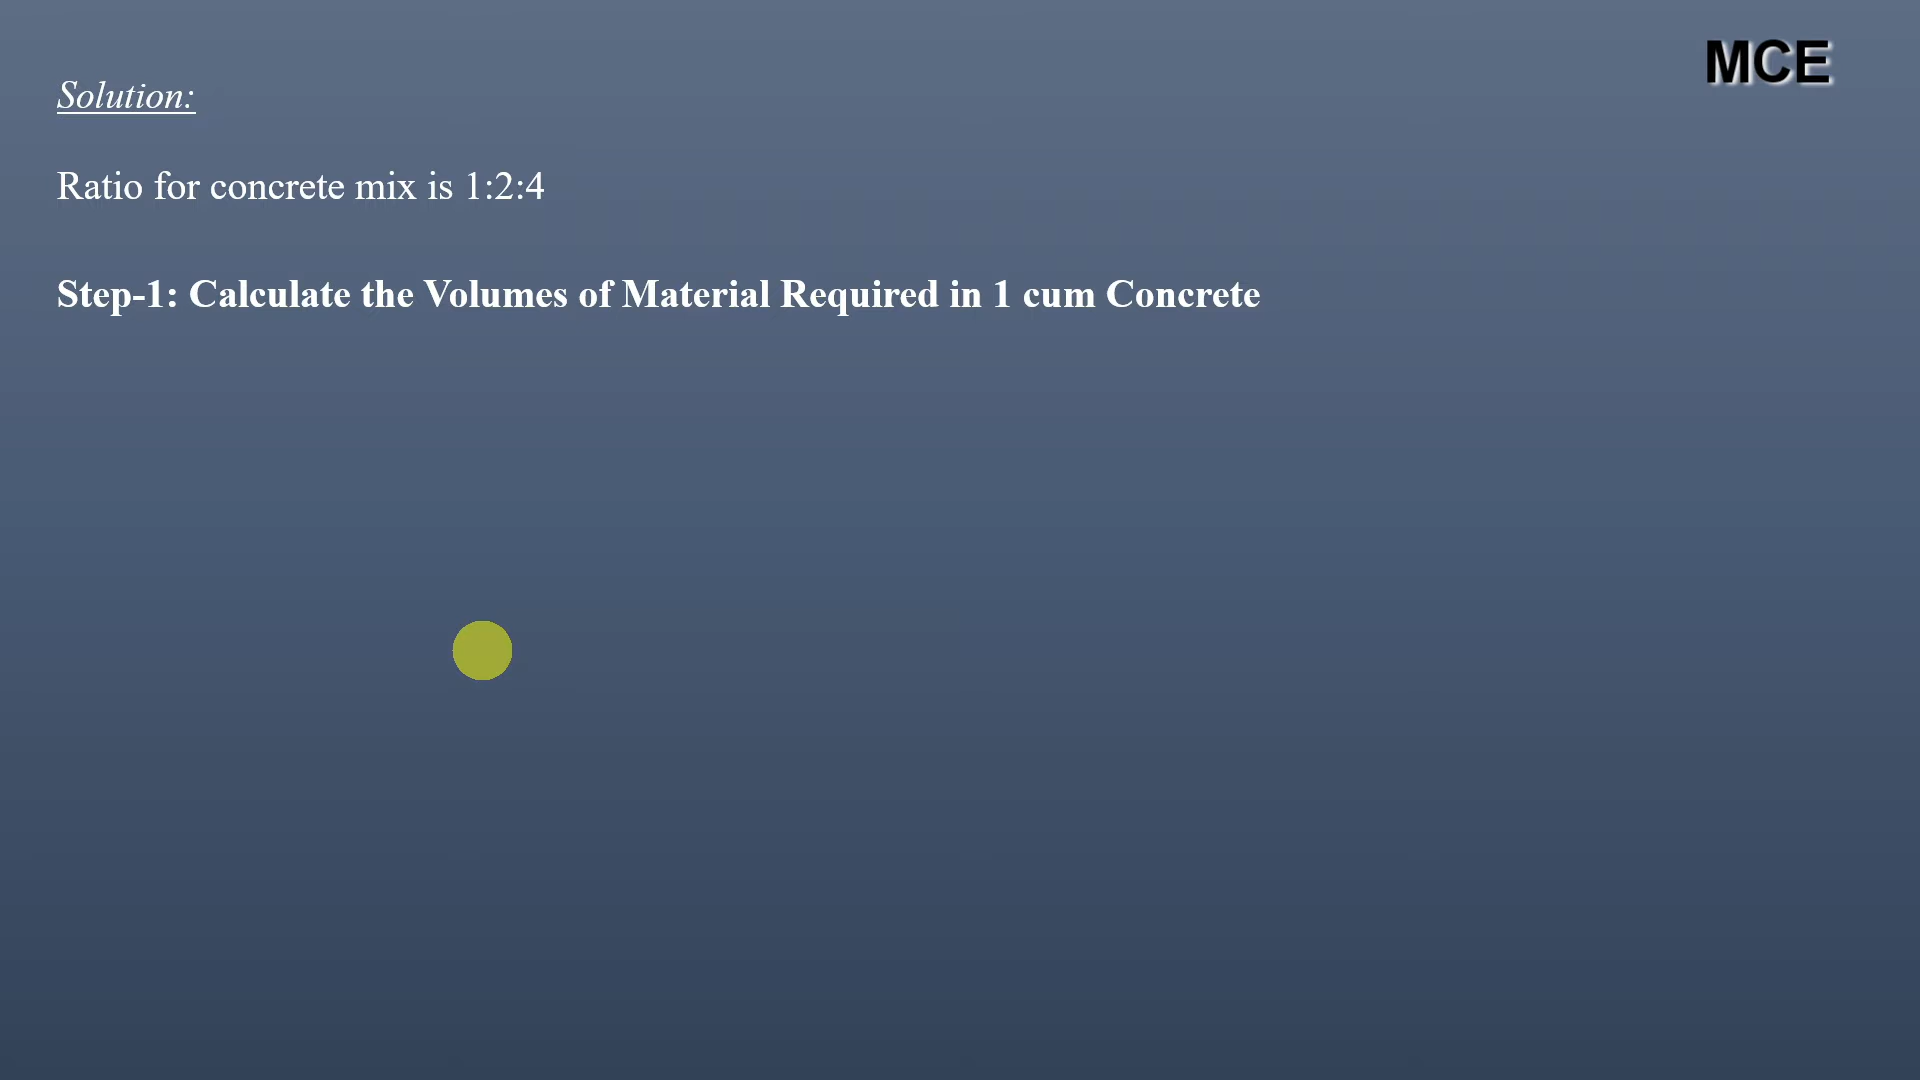 MCE
Solution:
Ratio for concrete mix is 1:2:4
Step-1: Calculate the Volumes of Material Required in 1 cum Concrete